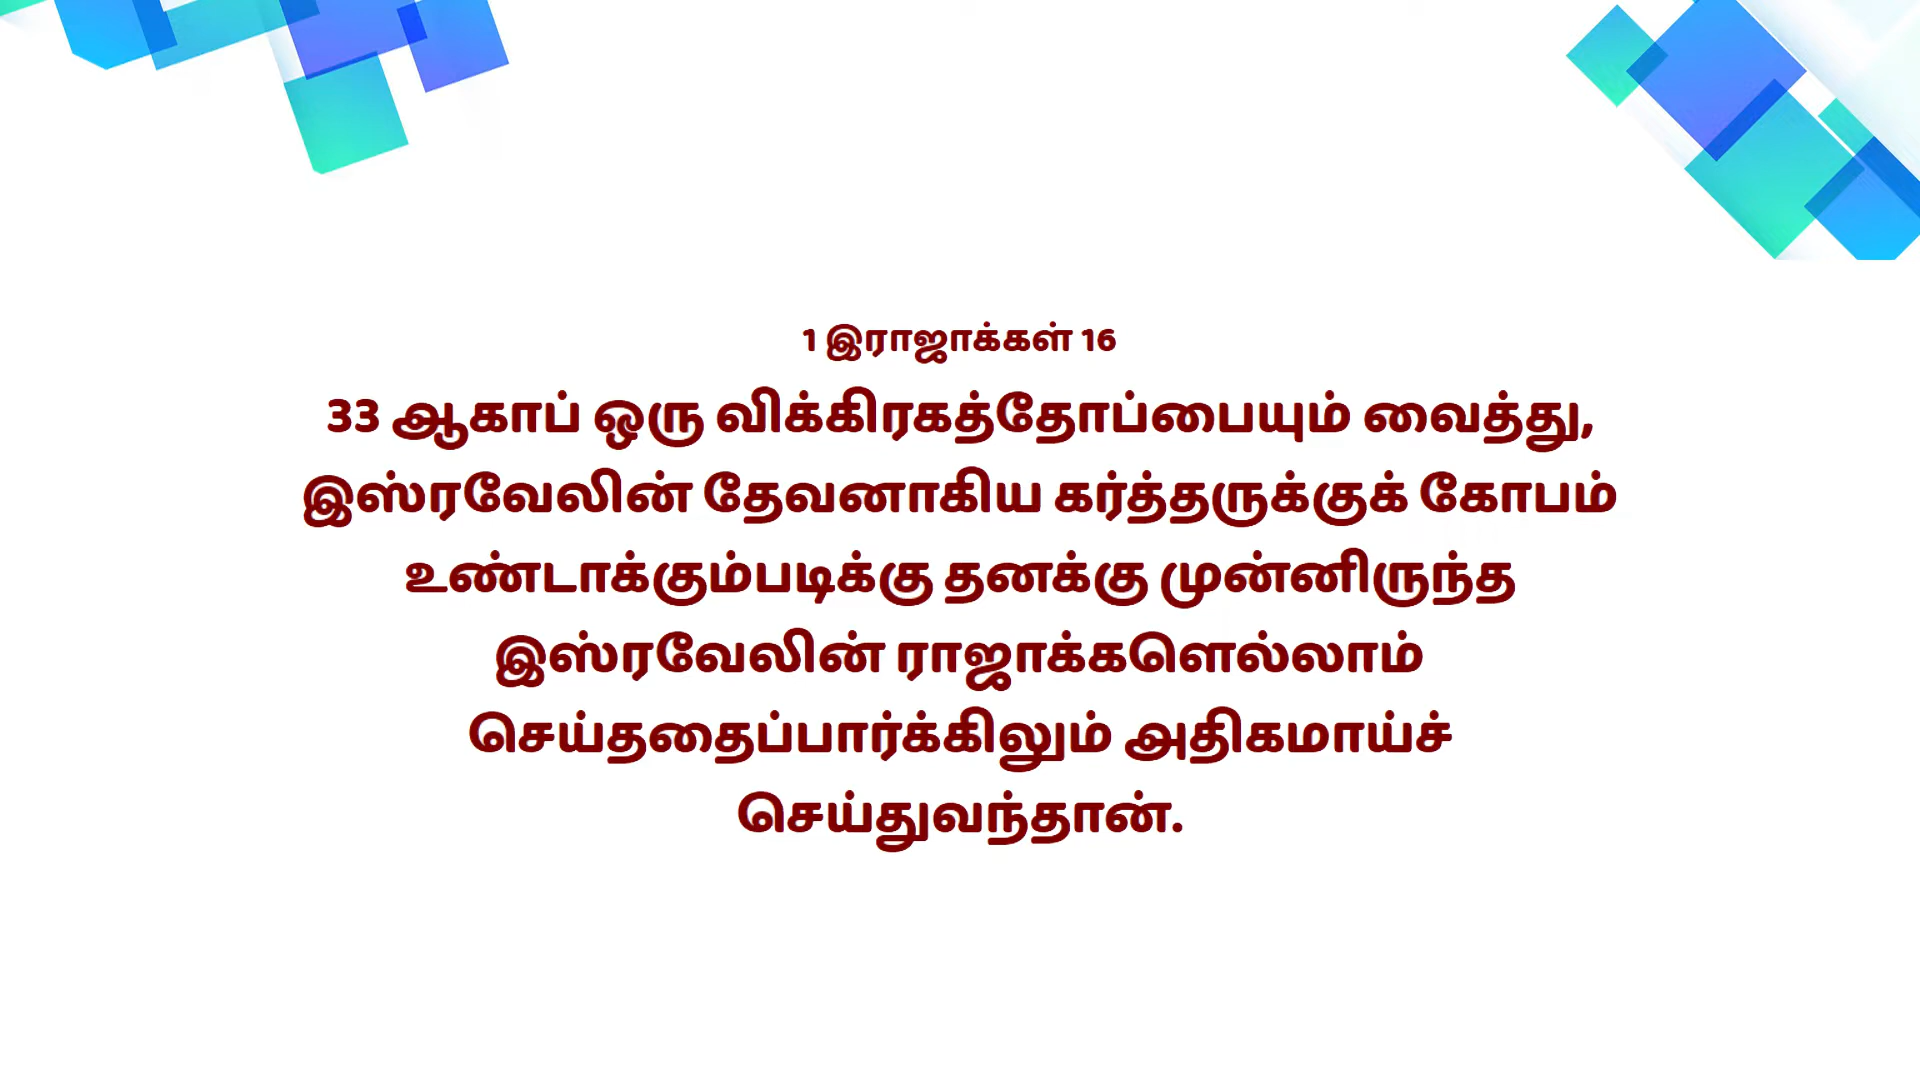 1 இராஜாக்கள் 16
33 ஆகாப் ஒரு விக்கிரகத்தோப்பையும் வைத்து,
இஸ்ரவேலின் தேவனாகிய கர்த்தருக்குக் கோபம்
உண்டாக்கும்படிக்கு தனக்கு முன்னிருந்த
இஸ்ரவேலின் ராஜாக்களெல்லாம்
செய்ததைப்பார்க்கிலும் அதிகமாய்ச்
செய்துவந்தான்.